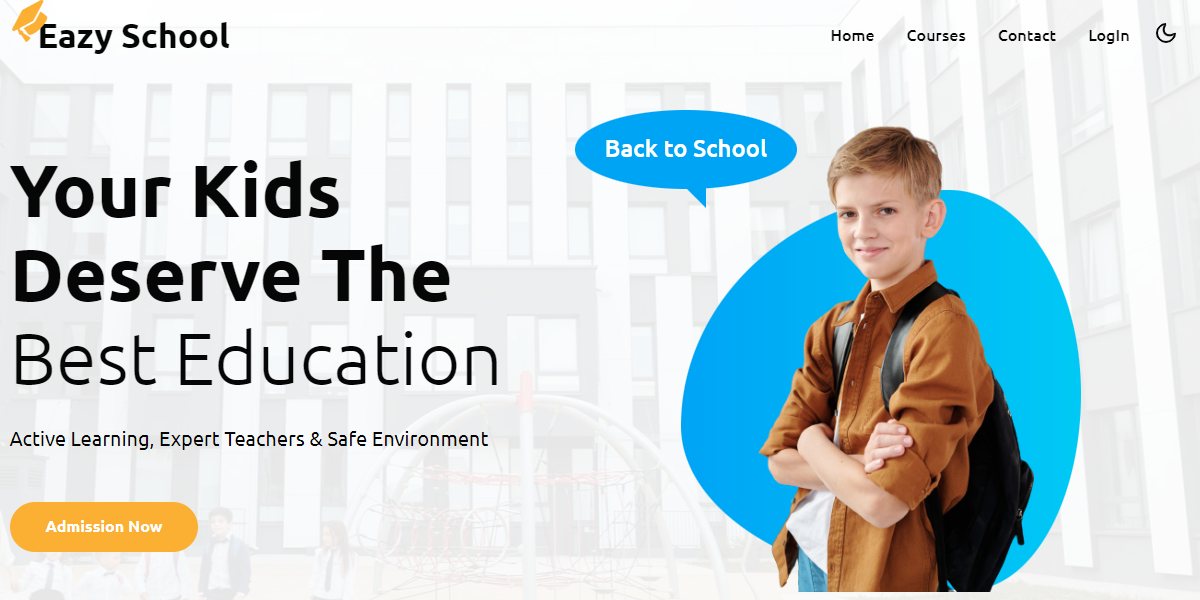 Eazy School
Home
Courses
Contact
LogIn
Back to School
Your Kids
Deserve The
Best Education
Active Learning, Expert Teachers & Safe Environment
Admission Now